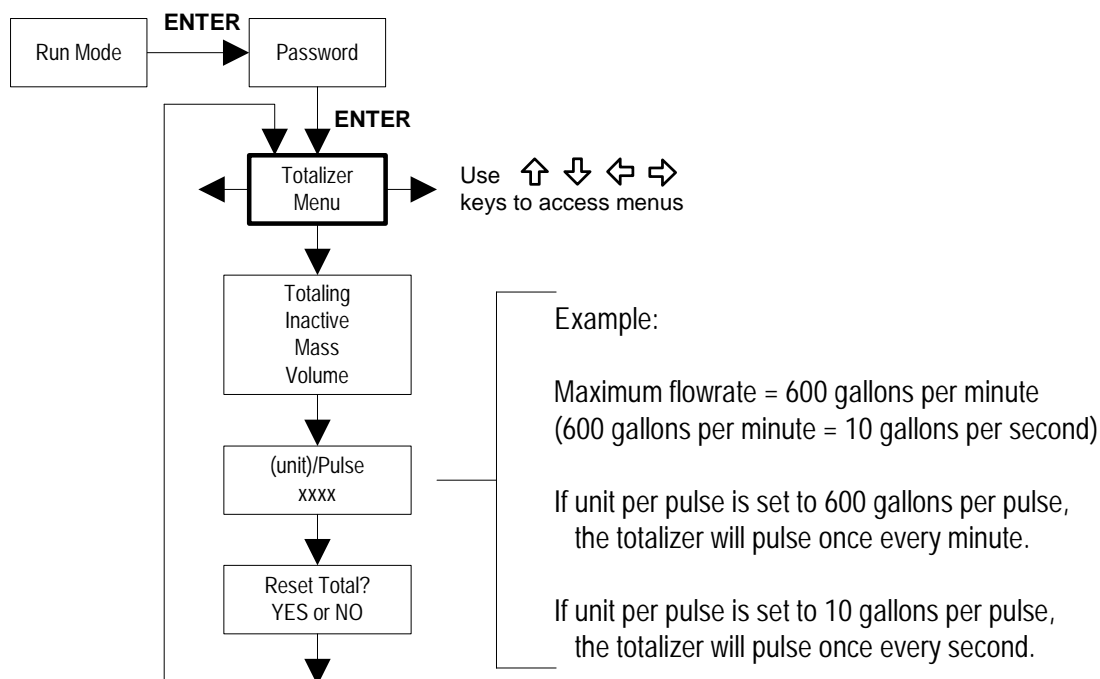 ENTER
Run Mode
Password
ENTER
Totalizer
Menu
Use
keys to access menus
Totaling
Inactive
Mass
Volume
(unit)/Pulse
xxxx
Reset Total?
YES or NO
Example:
Maximum flowrate = 600 gallons per minute
(600 gallons per minute = 10 gallons per second)
If unit per pulse is set to 600 gallons per pulse,
the totalizer will pulse once every minute.
If unit per pulse is set to 10 gallons per pulse,
the totalizer will pulse once every second.